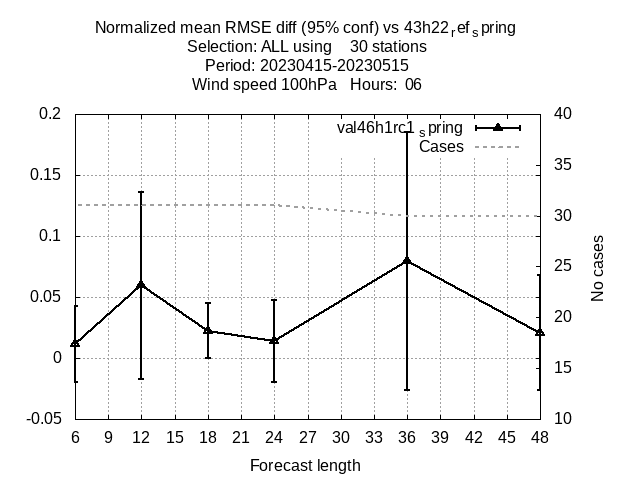 Normalized mean RMSE diff (95% conf) vs 43h22refspring
Selection: ALL using    30 stations
Period: 20230415-20230515
Wind speed 100hPa   Hours:  06
0.2
0.15
0.1
0.05
0
-0.05
val46h1rc1spring
Cases
40
35
30
25
20
15
10
No cases
6 9 12 15 18 21 24 27 30 33 36 39 42 45 48
Forecast length